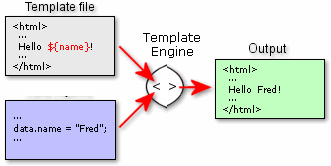 Template file
<html>
...
Hello ${name}!
...
</html>
Template
Engine
< >
Output
<html>
...
Hello Fred!
...
</html>
...
data.name = "Fred";
...